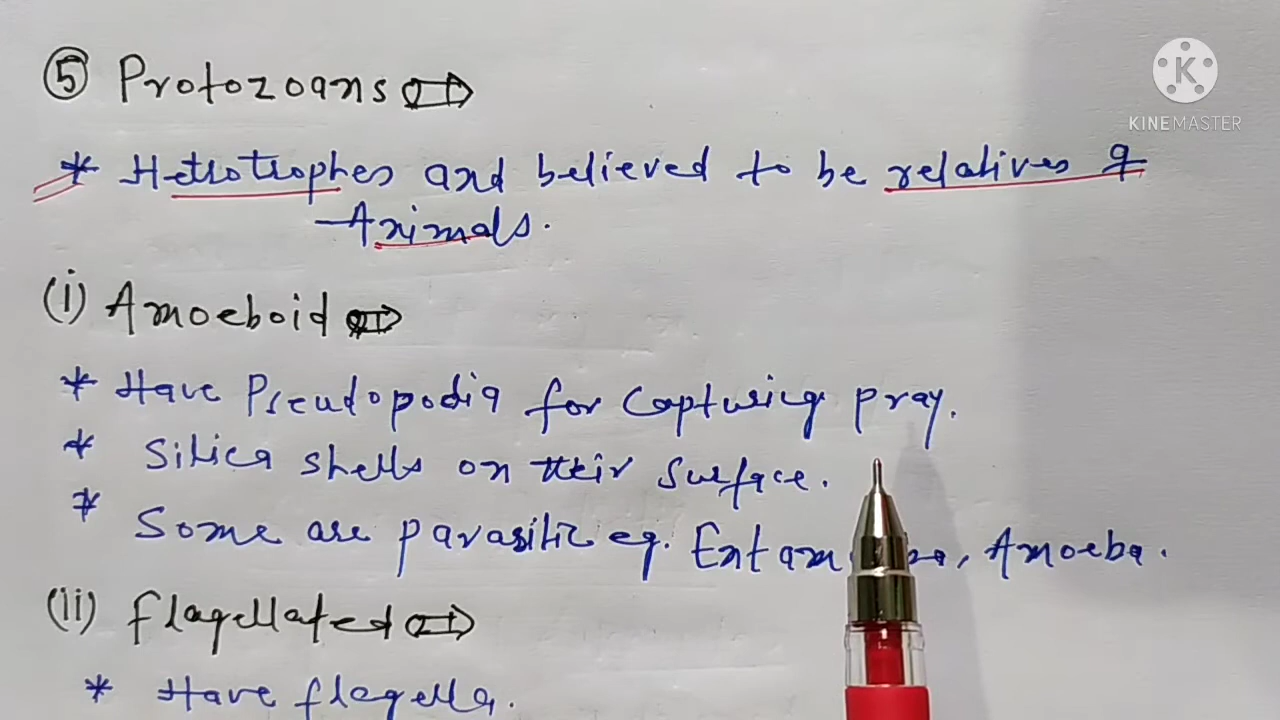 ⑤ Protozoans
KINEMASTER
* Hetrotrophes and believed to be relatives of
Animals.
(i) Amoeboid
* Have Pseudopodia for Capturing pray.
* Silica shells on their surface.
* Some are parasitic eg. , Amoeba.
(ii) flagellated
* Have flagella.